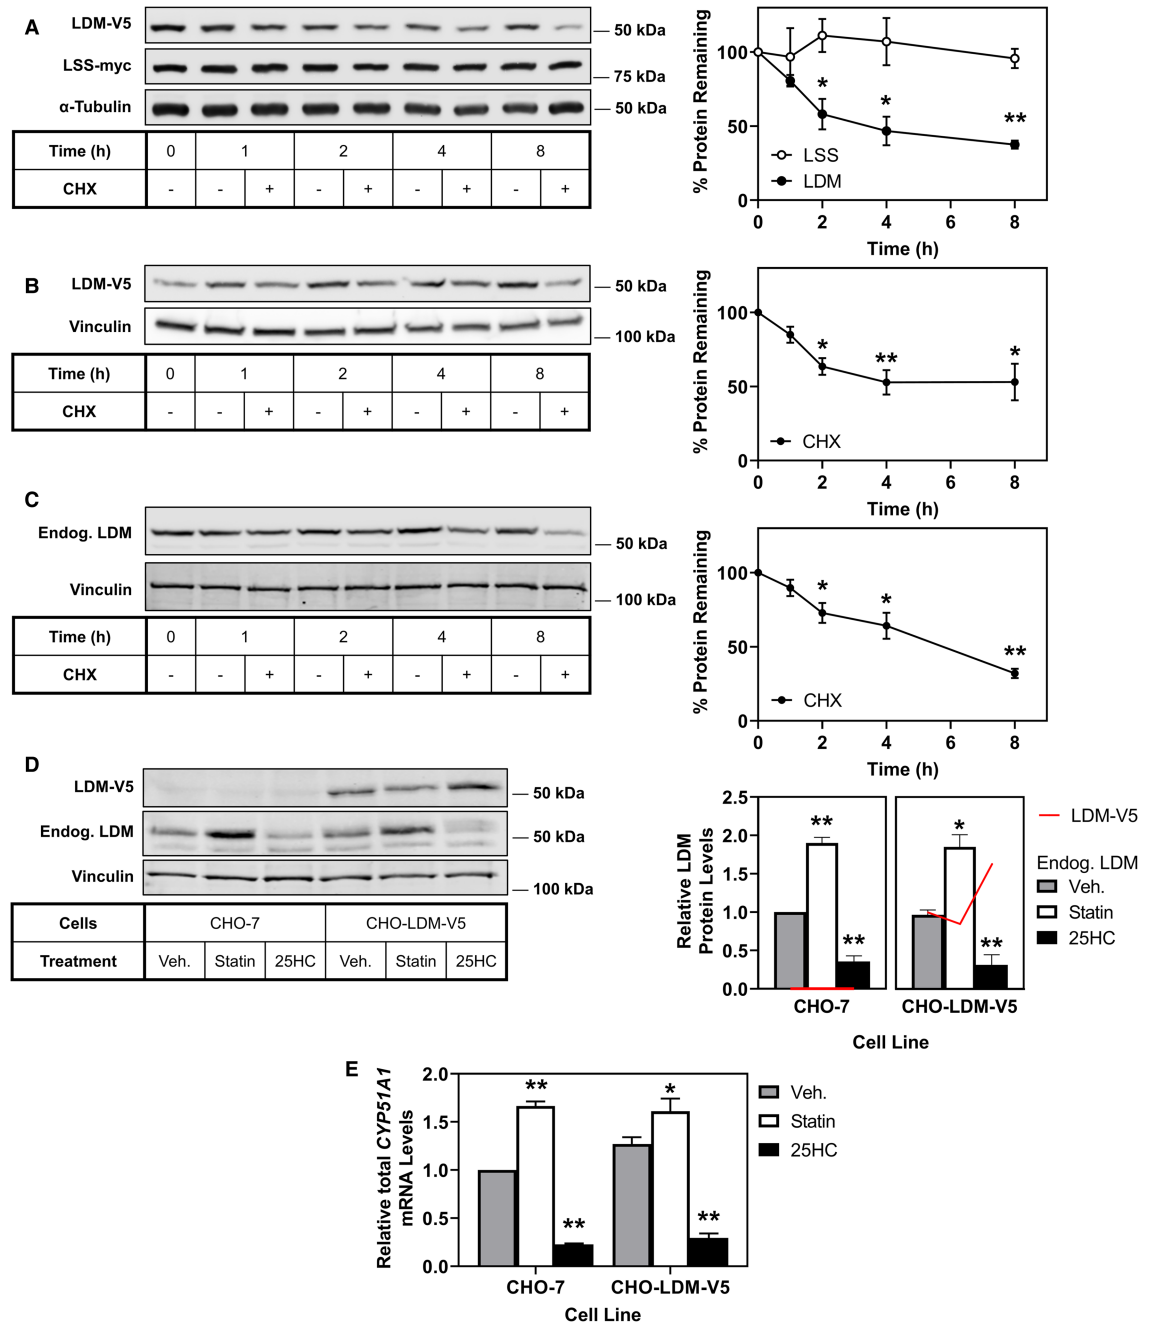 A
LDM-V5
50 kDa
LSS-myc
75 kDa
α-Tubulin
50 kDa
Time (h) 0 1 2 4 8
CHX - - + - + - + - +
% Protein Remaining
100
50
0
* * **
LSS
LDM
0 2 4 6 8
Time (h)
B
LDM-V5
50 kDa
Vinculin
100 kDa
Time (h) 0 1 2 4 8
CHX - - + - + - + - +
% Protein Remaining
100
50
0
* ** *
CHX
0 2 4 6 8
Time (h)
C
Endog. LDM
50 kDa
Vinculin
100 kDa
Time (h) 0 1 2 4 8
CHX - - + - + - + - +
% Protein Remaining
100
50
0
* * **
CHX
0 2 4 6 8
Time (h)
D
LDM-V5
50 kDa
Endog. LDM
50 kDa
Vinculin
100 kDa
Cells CHO-7 CHO-LDM-V5
Treatment Veh. Statin 25HC Veh. Statin 25HC
Relative LDM
Protein Levels
2.5
2.0
1.5
1.0
0.5
0.0
** ** * **
CHO-7 CHO-LDM-V5
Cell Line
LDM-V5
Endog. LDM
Veh.
Statin
25HC
E
Relative total CYP51A1
mRNA Levels
2.0
1.5
1.0
0.5
0.0
** ** * **
CHO-7 CHO-LDM-V5
Cell Line
Veh.
Statin
25HC